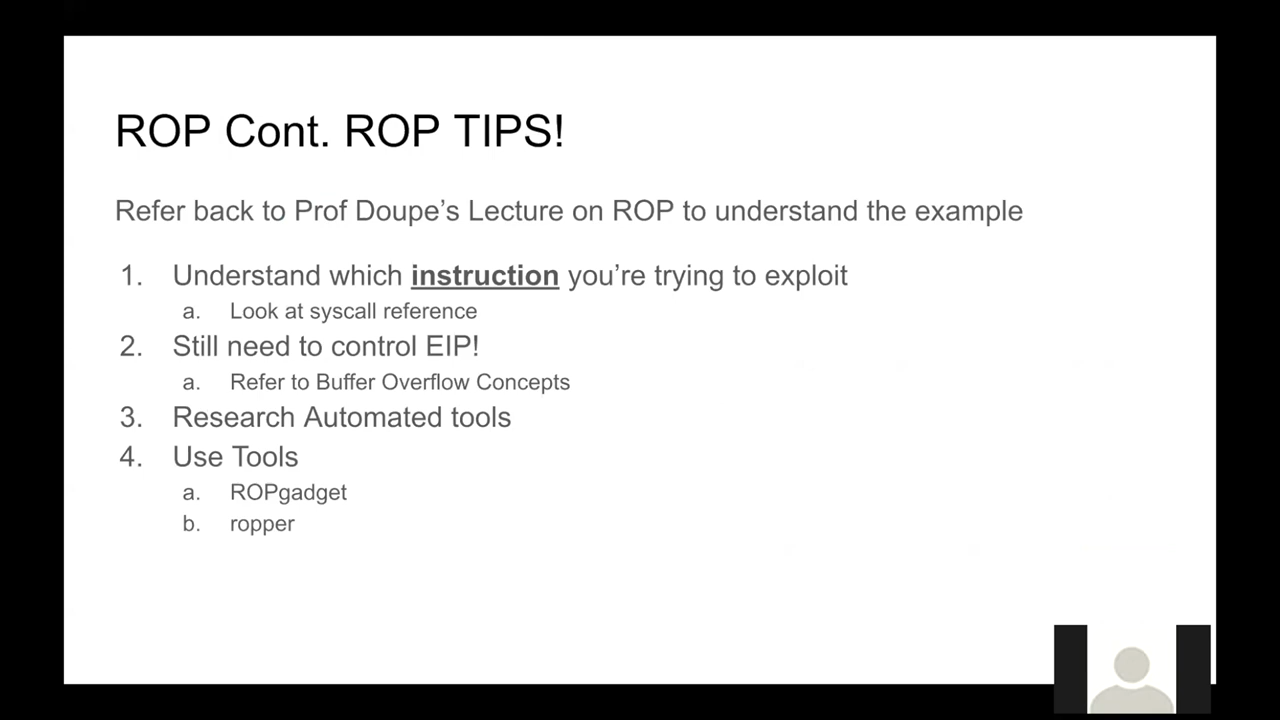 ROP Cont. ROP TIPS!
Refer back to Prof Doupe’s Lecture on ROP to understand the example
1. Understand which instruction you’re trying to exploit
a. Look at syscall reference
2. Still need to control EIP!
a. Refer to Buffer Overflow Concepts
3. Research Automated tools
4. Use Tools
a. ROPgadget
b. ropper